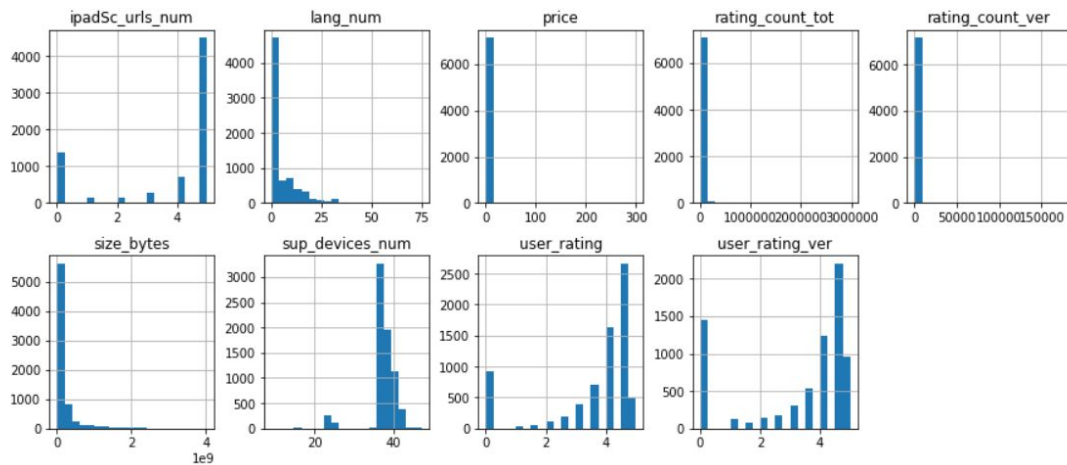 ipadSc_urls_num
lang_num
price
rating_count_tot
rating_count_ver
4000
3000
2000
1000
0
0 2 4
4000
3000
2000
1000
0
0 25 50 75
6000
4000
2000
0
0 100 200 300
6000
4000
2000
0
0 1000000 2000000 3000000
6000
4000
2000
0
0 50000 100000 150000
size_bytes
sup_devices_num
user_rating
user_rating_ver
5000
4000
3000
2000
1000
0
0 1 2 3 4
1e9
3000
2500
2000
1500
1000
500
0
20 40
2500
2000
1500
1000
500
0
0 2 4
2000
1500
1000
500
0
0 2 4